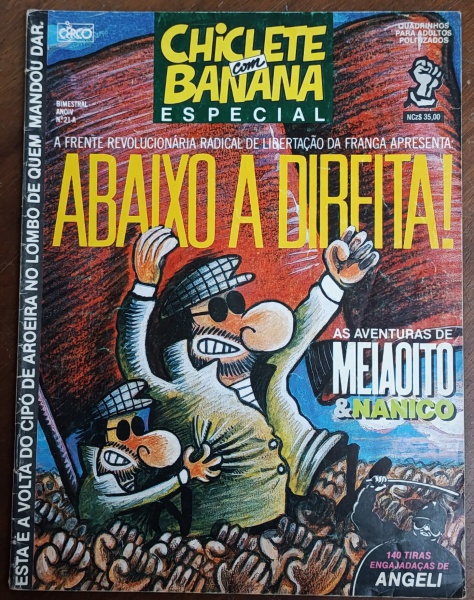 CIRCO
CHiCLETE
com
BANANA
ESPECIAL
QUADRINHOS
PARA ADULTOS
POLITIZADOS
BIMESTRAL
ANO IV
Nº 21-A
NCz$ 35,00
A FRENTE REVOLUCIONÁRIA RADICAL DE LIBERTAÇÃO DA FRANGA APRESENTA:
ABAIXO A DIREITA!
AS AVENTURAS DE
MEIAOITO
&NANICO
140 TIRAS
ENGAJADAÇAS DE
ANGELI
ESTA É A VOLTA DO CIPÓ DE AROEIRA NO LOMBO DE QUEM MANDOU DAR.